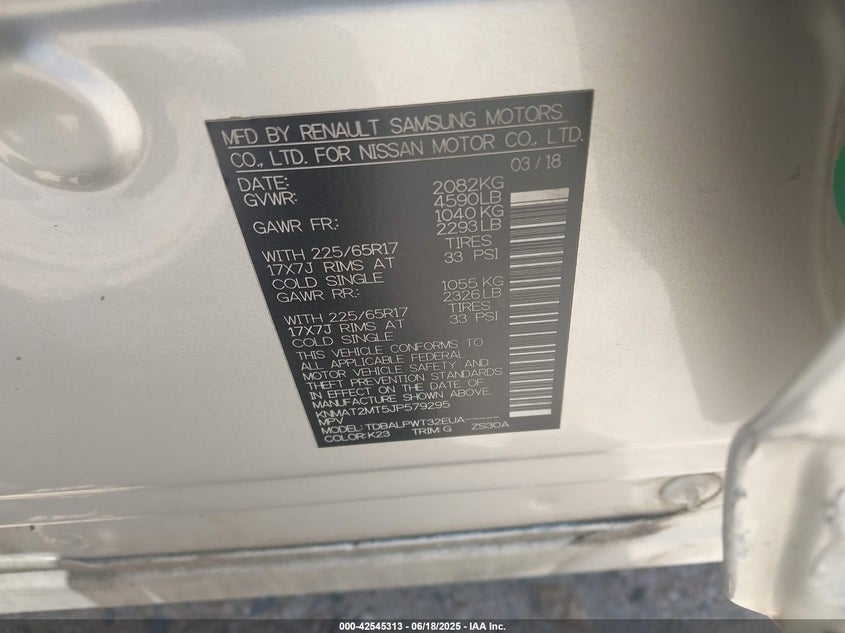 MFD BY RENAULT SAMSUNG MOTORS
CO., LTD. FOR NISSAN MOTOR CO., LTD.
DATE: 03/18
GVWR: 2082KG
4590LB
GAWR FR.: 1040 KG
2293 LB
WITH 225/65R17 TIRES
17X7J RIMS AT 33 PSI
COLD SINGLE
GAWR RR.: 1055 KG
2326 LB
WITH 225/65R17 TIRES
17X7J RIMS AT 33 PSI
COLD SINGLE
THIS VEHICLE CONFORMS TO
ALL APPLICABLE FEDERAL
MOTOR VEHICLE SAFETY AND
THEFT PREVENTION STANDARDS
IN EFFECT ON THE DATE OF
MANUFACTURE SHOWN ABOVE.
KNMAT2MT5JP579295
MPV
MODEL: TDBALPWT32EUA-----
COLOR: K23 TRIM: G ZS30A
000-42545313 - 06/18/2025 - IAA Inc.